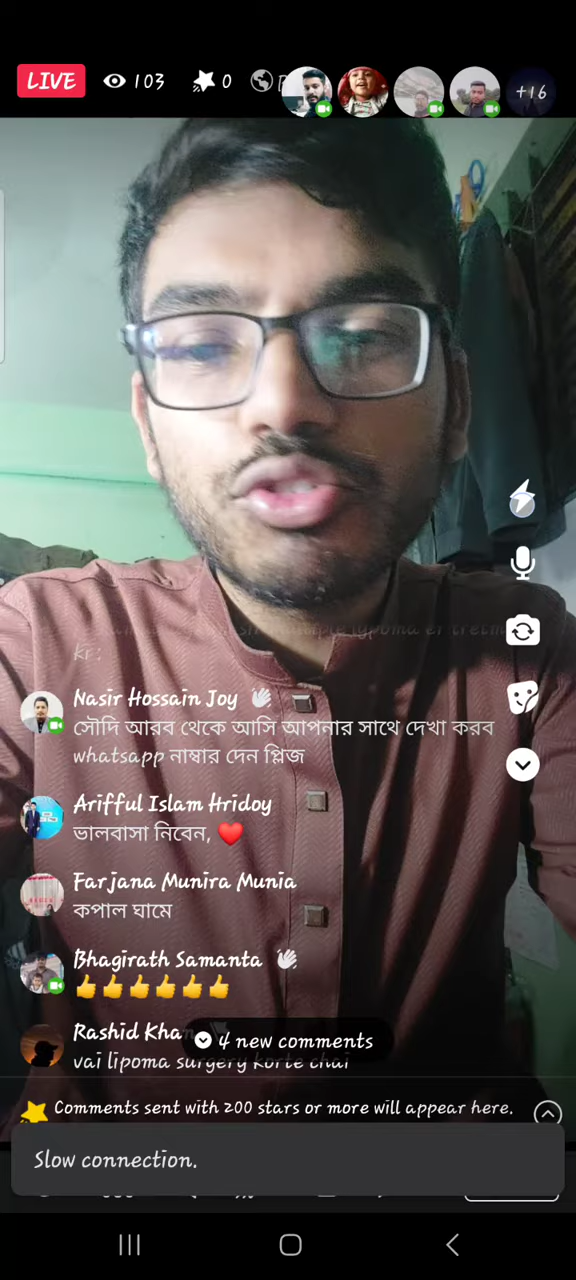 LIVE 103 0
+16
kr:
Nasir Hossain Joy 👋
সৌদি আরব থেকে আসি আপনার সাথে দেখা করব
whatsapp নাম্বার দেন প্লিজ
Arifful Islam Hridoy
ভালবাসা নিবেন, ❤️
Farjana Munira Munia
কপাল ঘামে
Bhagirath Samanta 👋
👍👍👍👍👍👍
Rashid Khan
4 new comments
vai lipoma surgery korte chai
Comments sent with 200 stars or more will appear here.
Slow connection.